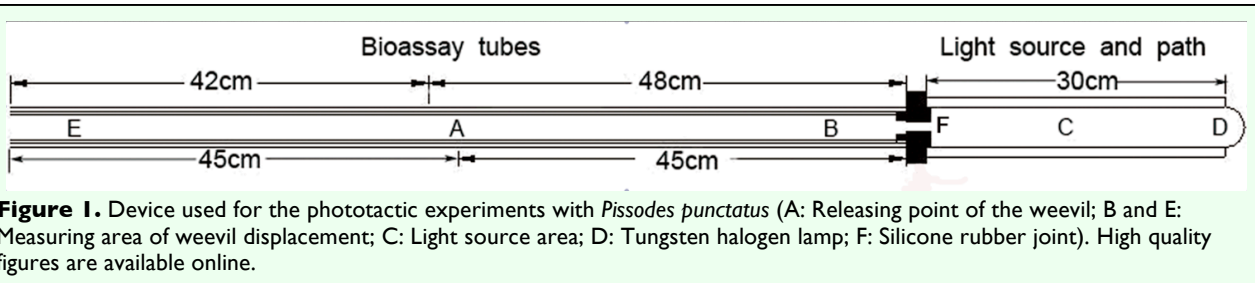 Bioassay tubes Light source and path
42cm 48cm 30cm
E A B F C D
45cm 45cm
Figure 1. Device used for the phototactic experiments with Pissodes punctatus (A: Releasing point of the weevil; B and E:
Measuring area of weevil displacement; C: Light source area; D: Tungsten halogen lamp; F: Silicone rubber joint). High quality
figures are available online.